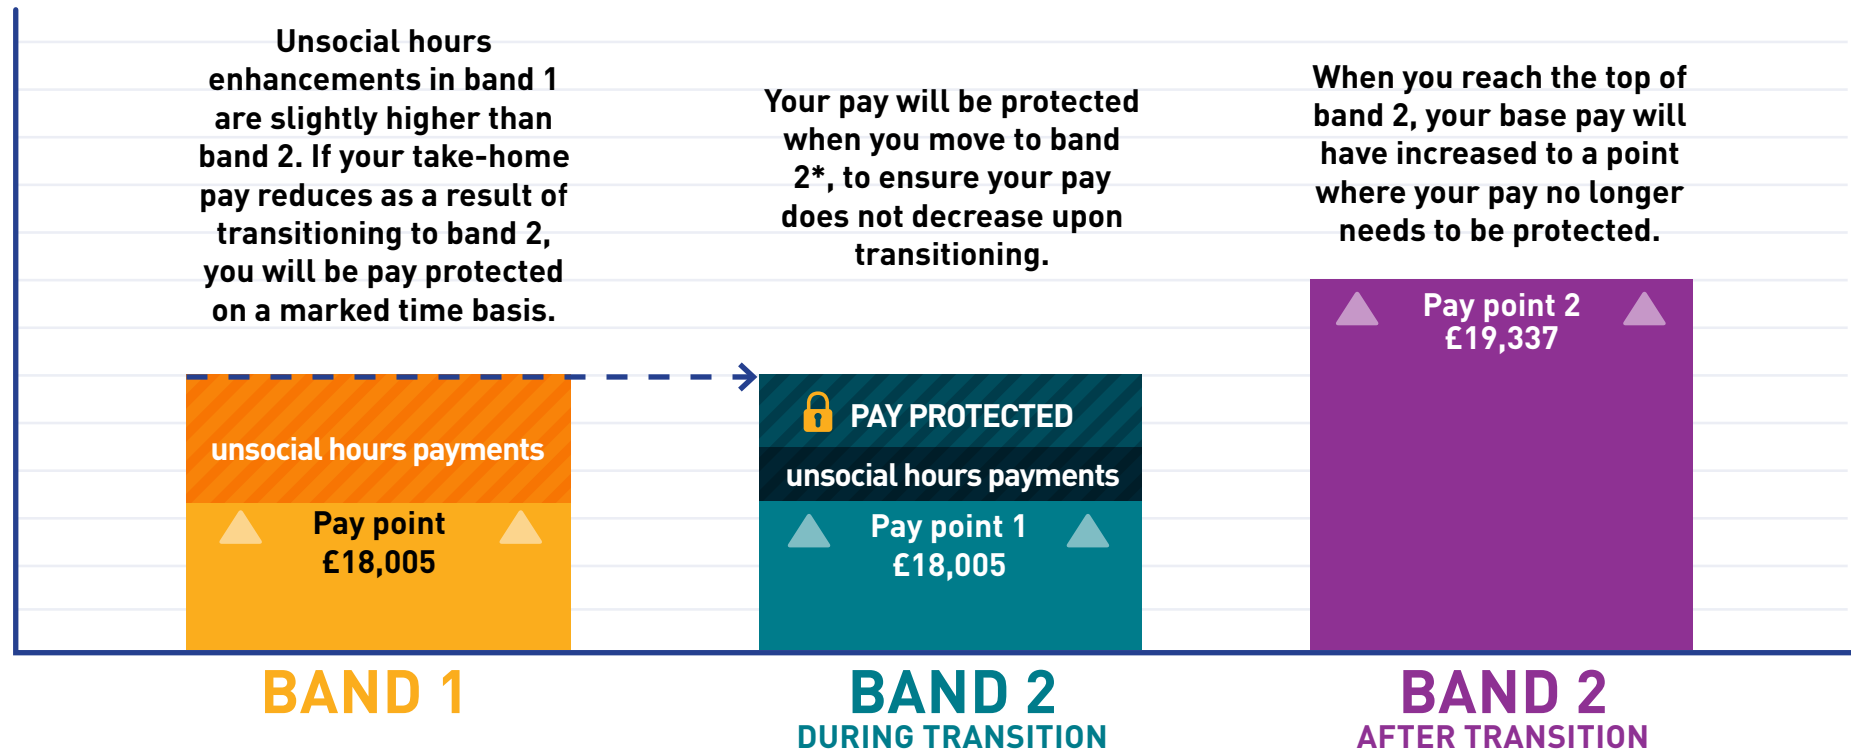 Unsocial hours
enhancements in band 1
are slightly higher than
band 2. If your take-home
pay reduces as a result of
transitioning to band 2,
you will be pay protected
on a marked time basis.
unsocial hours payments
Pay point
£18,005
BAND 1
Your pay will be protected
when you move to band
2*, to ensure your pay
does not decrease upon
transitioning.
PAY PROTECTED
unsocial hours payments
Pay point 1
£18,005
BAND 2
DURING TRANSITION
When you reach the top of
band 2, your base pay will
have increased to a point
where your pay no longer
needs to be protected.
Pay point 2
£19,337
BAND 2
AFTER TRANSITION